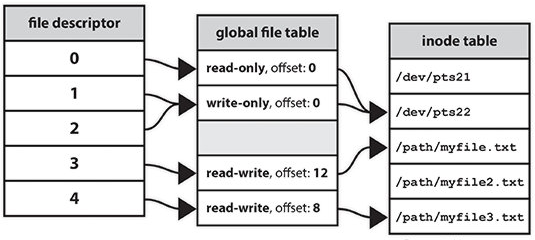 file descriptor
0
1
2
3
4
global file table
read-only, offset: 0
write-only, offset: 0
read-write, offset: 12
read-write, offset: 8
inode table
/dev/pts21
/dev/pts22
/path/myfile.txt
/path/myfile2.txt
/path/myfile3.txt